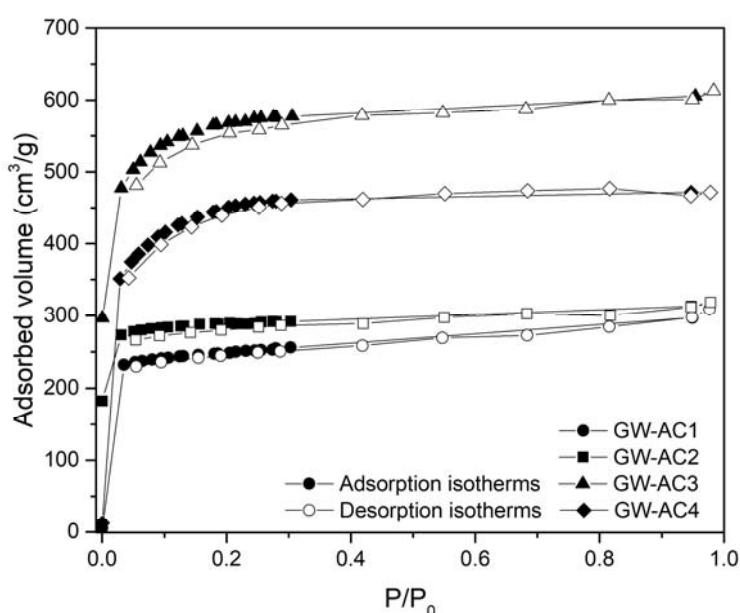 700
600
500
400
300
200
100
0
Adsorbed volume (cm³/g)
GW-AC1
GW-AC2
Adsorption isotherms GW-AC3
Desorption isotherms GW-AC4
0.0 0.2 0.4 0.6 0.8 1.0
P/P₀